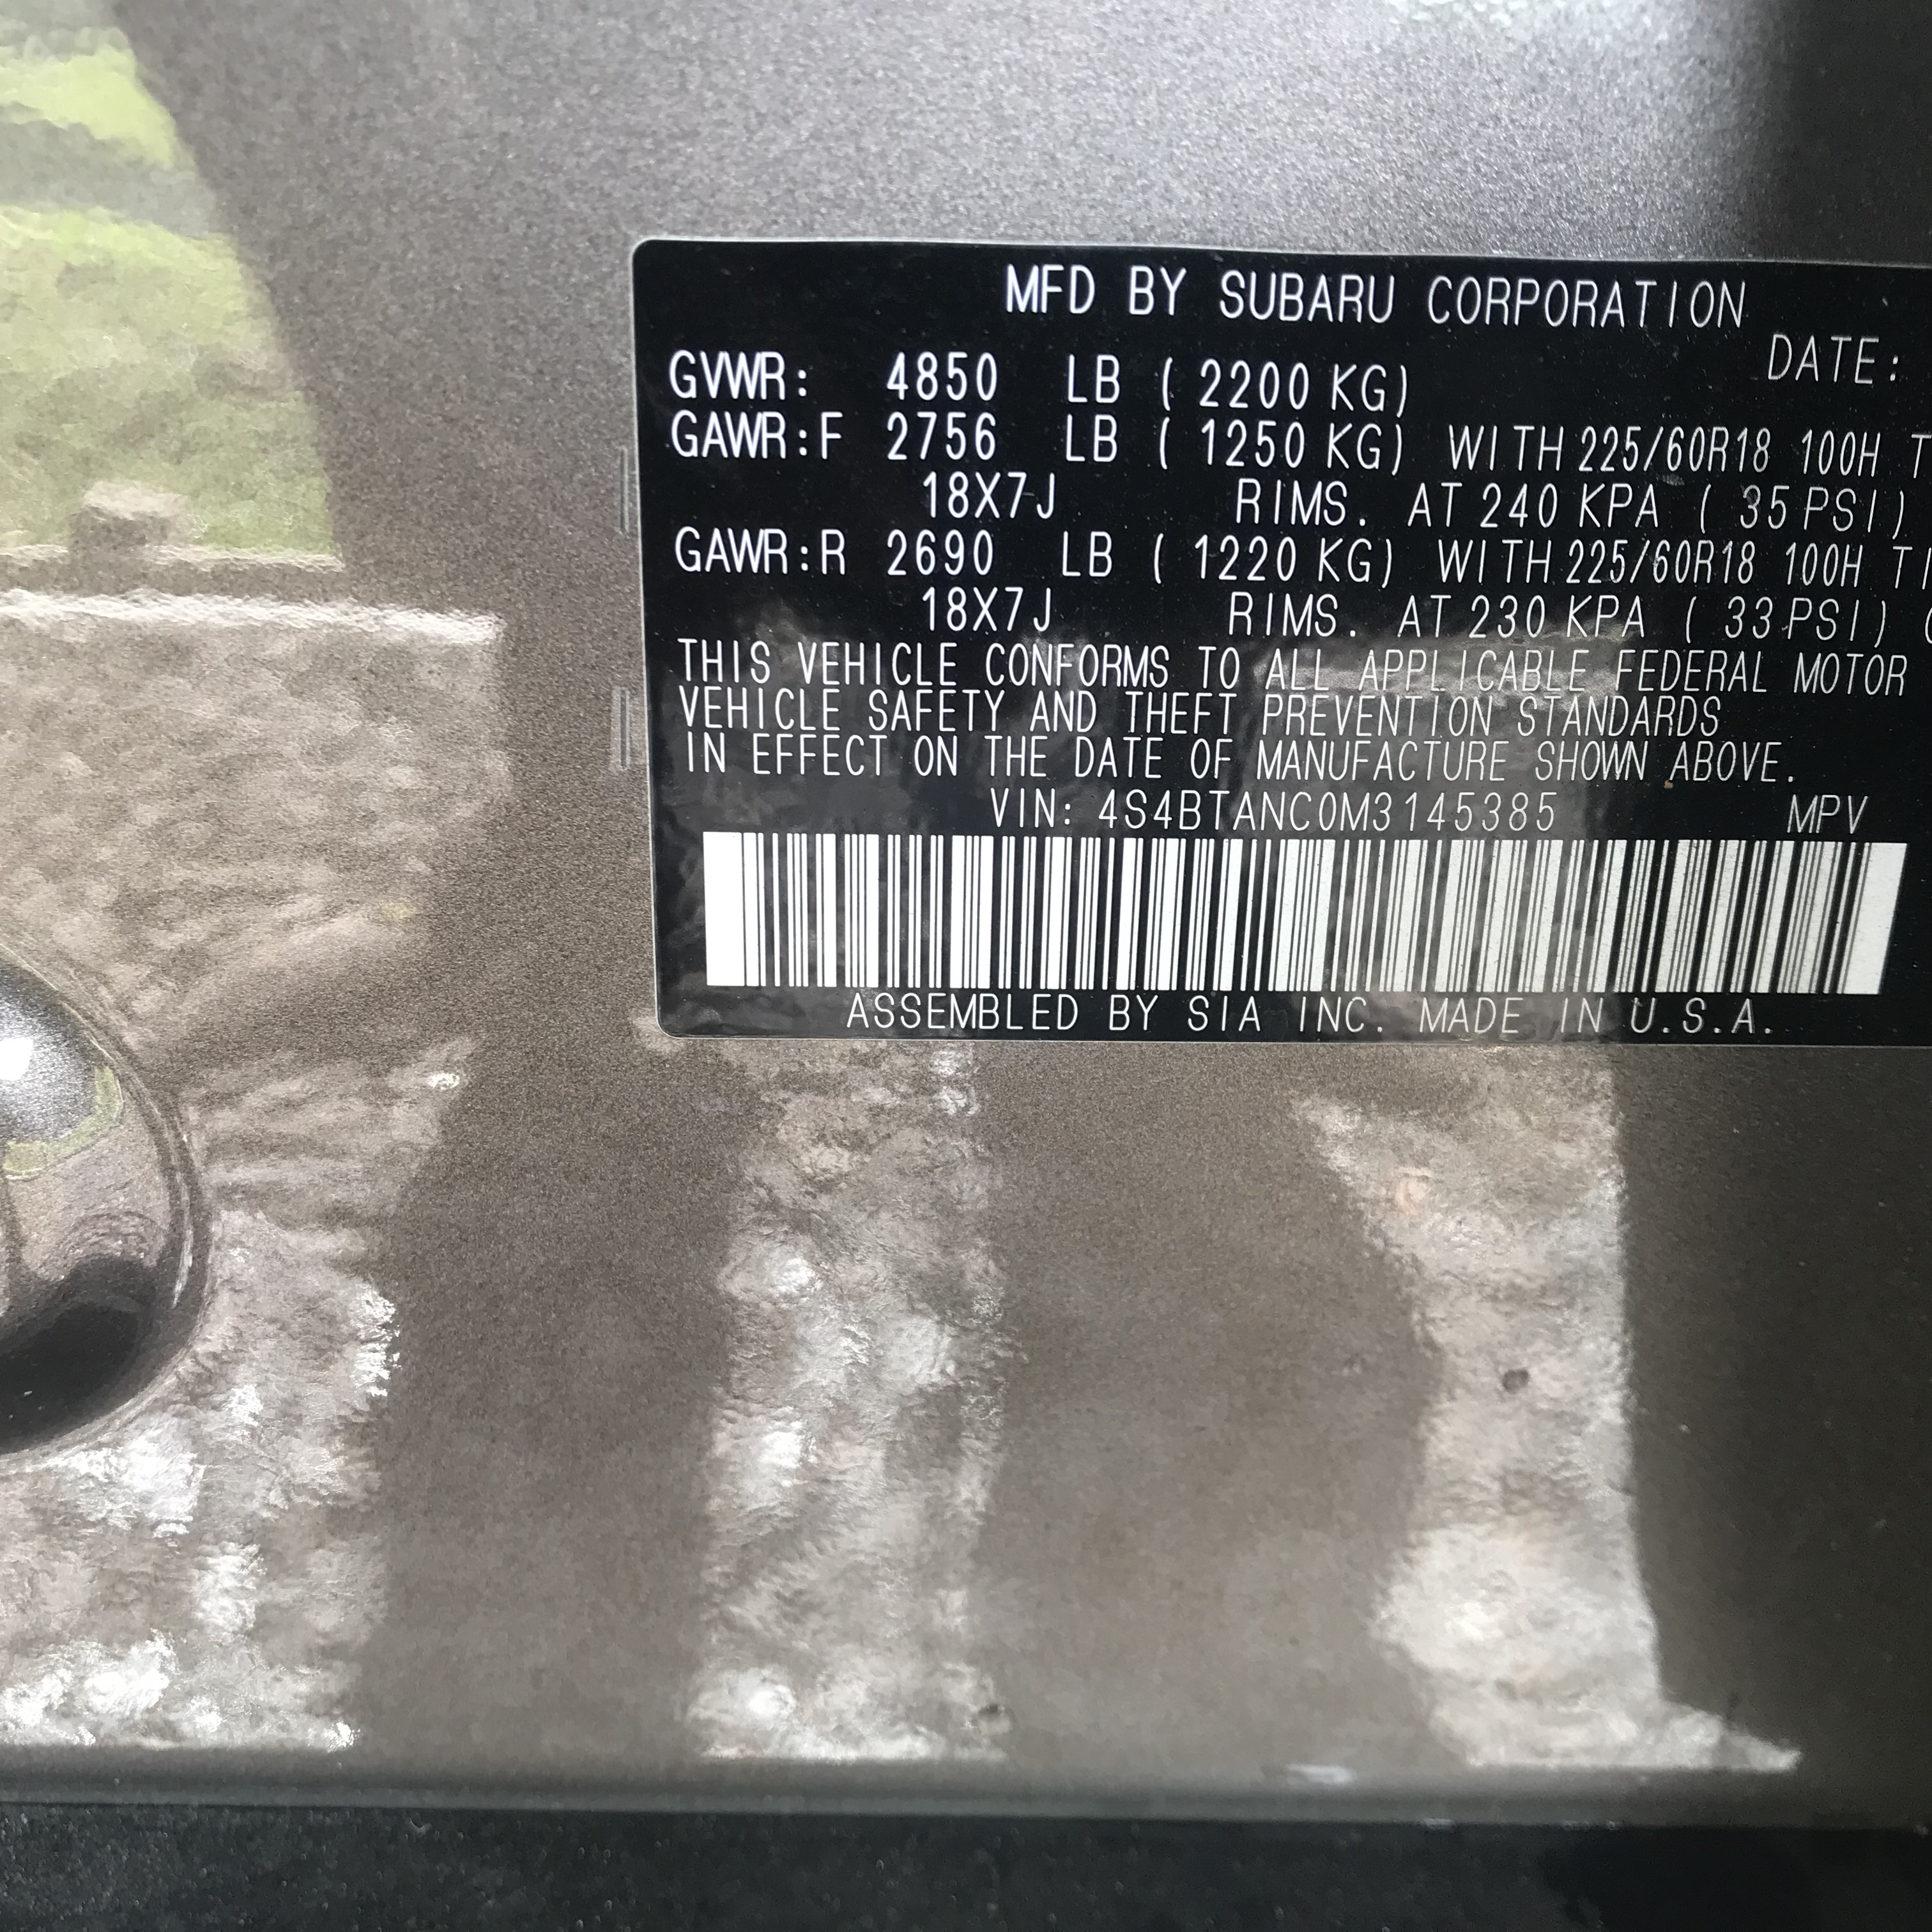 MFD BY SUBARU CORPORATION
DATE:
GVWR: 4850 LB ( 2200 KG)
GAWR:F 2756 LB ( 1250 KG) WITH 225/60R18 100H T
18X7J RIMS. AT 240 KPA ( 35 PSI)
GAWR:R 2690 LB ( 1220 KG) WITH 225/60R18 100H TI
18X7J RIMS. AT 230 KPA ( 33 PSI) (
THIS VEHICLE CONFORMS TO ALL APPLICABLE FEDERAL MOTOR
VEHICLE SAFETY AND THEFT PREVENTION STANDARDS
IN EFFECT ON THE DATE OF MANUFACTURE SHOWN ABOVE.
VIN: 4S4BTANC0M3145385 MPV
ASSEMBLED BY SIA INC. MADE IN U.S.A.